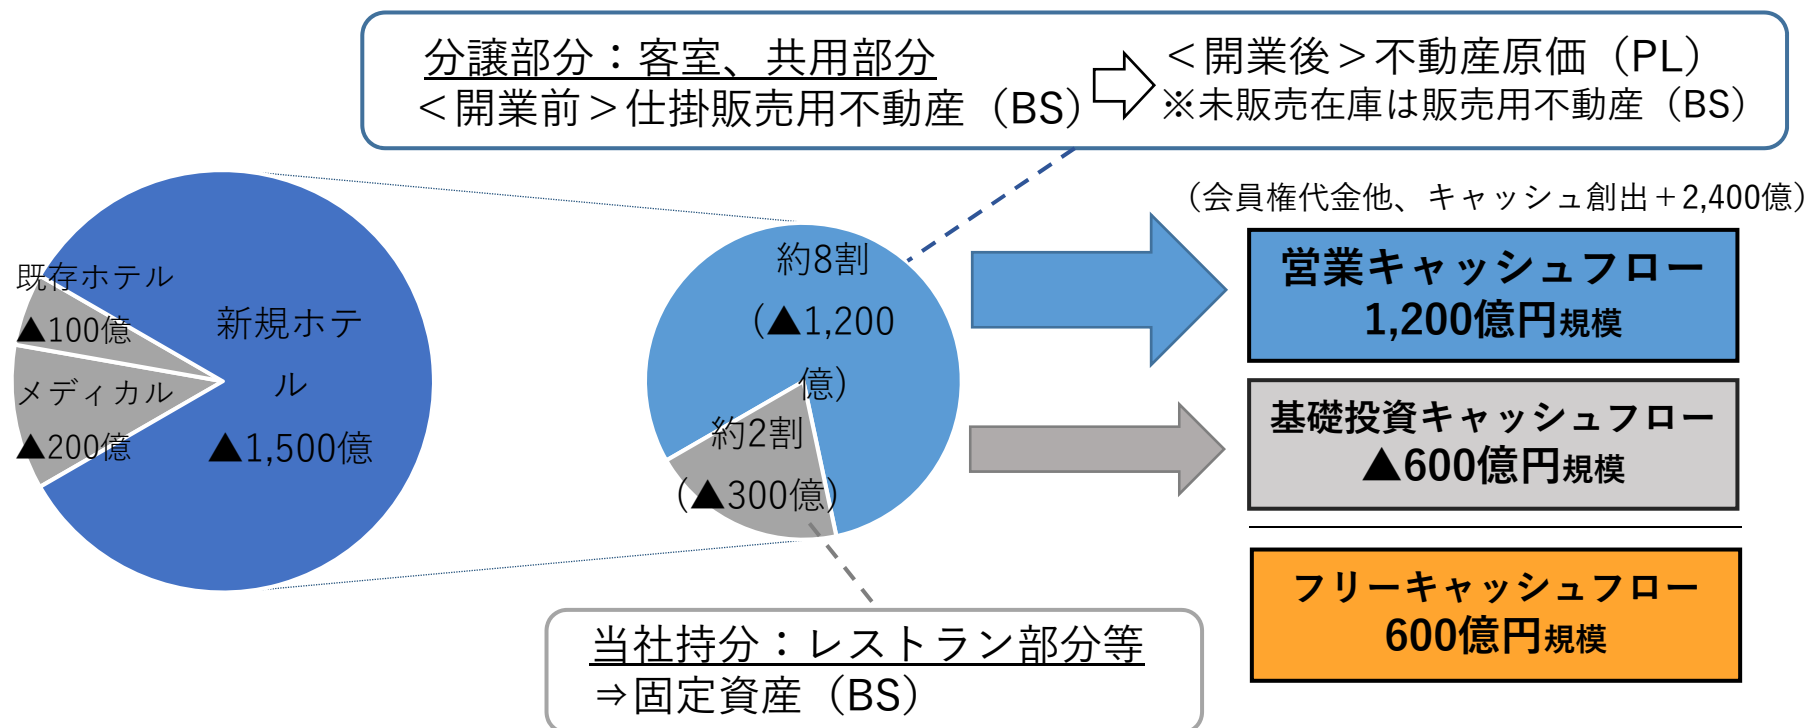 分譲部分：客室、共用部分
＜開業前＞仕掛販売用不動産（BS）
＜開業後＞不動産原価（PL）
※未販売在庫は販売用不動産（BS）
（会員権代金他、キャッシュ創出＋2,400億）
既存ホテル
▲100億
メディカル
▲200億
新規ホテ
ル
▲1,500億
約8割
（▲1,200
億）
約2割
（▲300億）
営業キャッシュフロー
1,200億円規模
基礎投資キャッシュフロー
▲600億円規模
フリーキャッシュフロー
600億円規模
当社持分：レストラン部分等
⇒固定資産（BS）